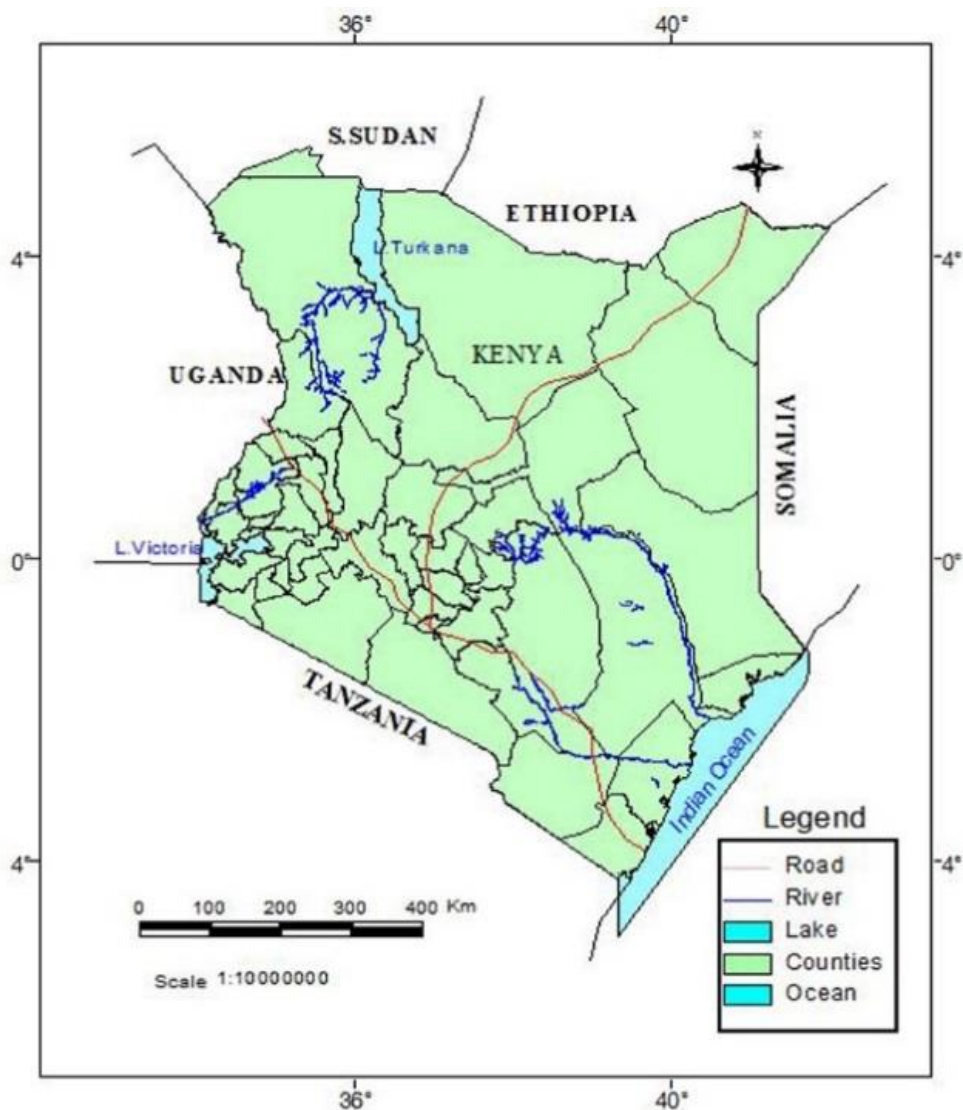 36°
40°
N
S.SUDAN
ETHIOPIA
4°
L.Turkana
4°
KENYA
UGANDA
SOMALIA
L.Victoria
0°
0°
TANZANIA
Indian Ocean
Legend
Road
River
Lake
Counties
Ocean
4°
4°
0 100 200 300 400 Km
Scale 1:10000000
36°
40°